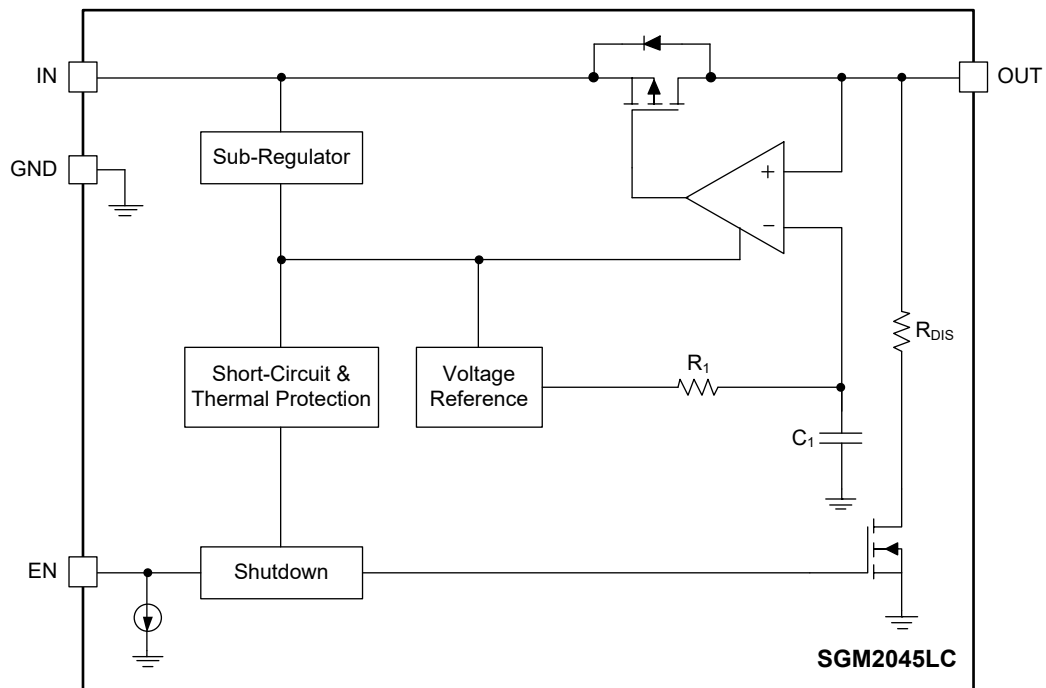 IN
OUT
Sub-Regulator
GND
+
−
R_DIS
Short-Circuit &
Thermal Protection
Voltage
Reference
R₁
C₁
EN
Shutdown
SGM2045LC